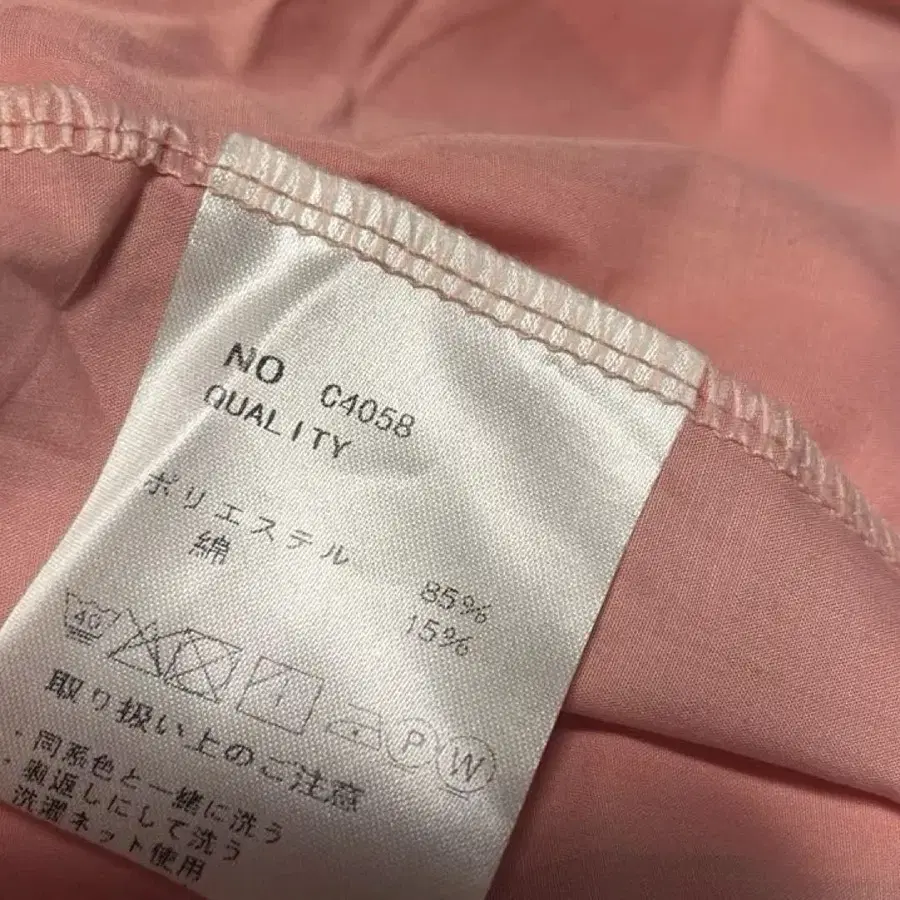 NO C4058
QUALITY
ポリエステル 85%
綿 15%
40 P W
取り扱い上のご注意
・同系色と一緒に洗う
・裏返しにして洗う
洗濯ネット使用